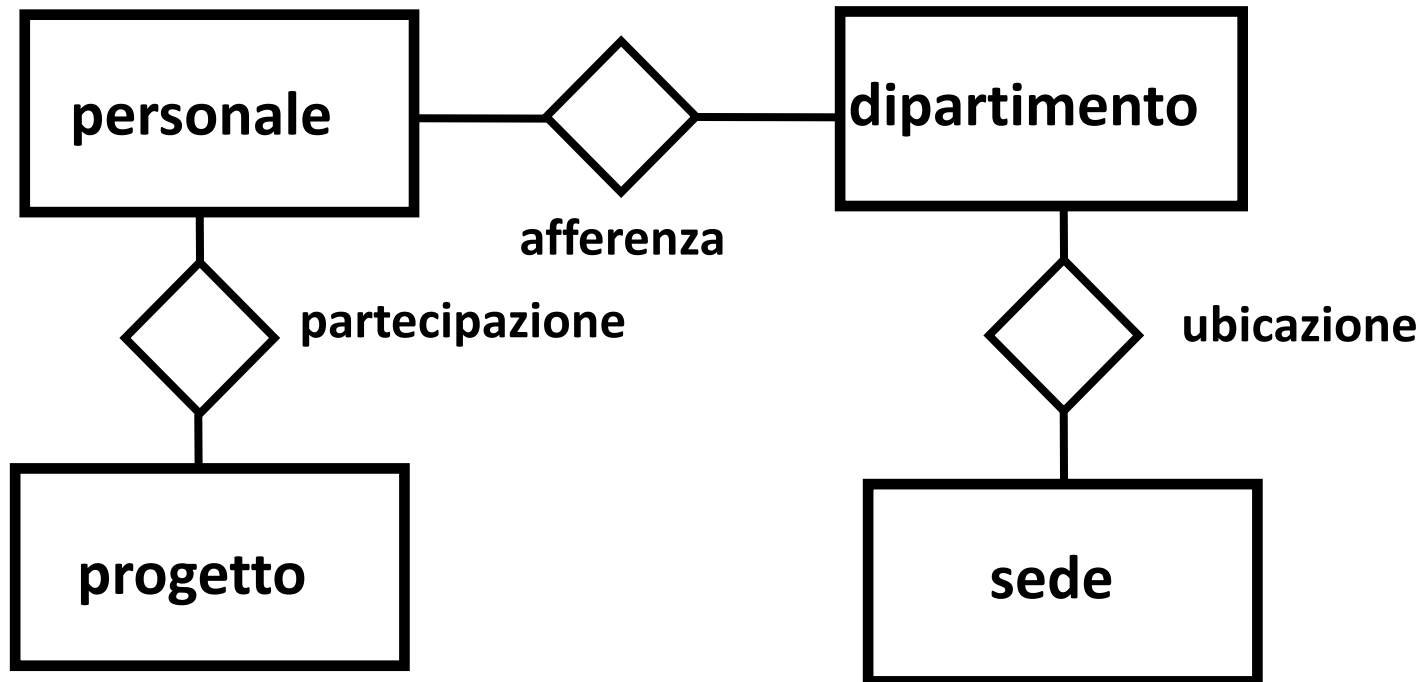 personale
dipartimento
afferenza
partecipazione
ubicazione
progetto
sede